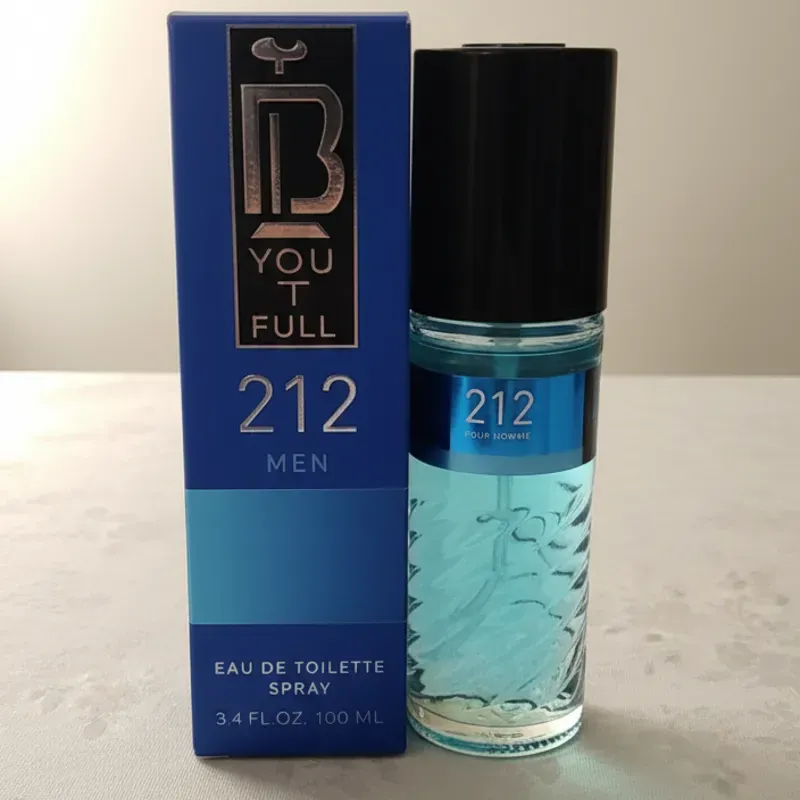 B
YOU
T
FULL
212
MEN
EAU DE TOILETTE
SPRAY
3.4 FL.OZ. 100 ML
212
POUR HOMME